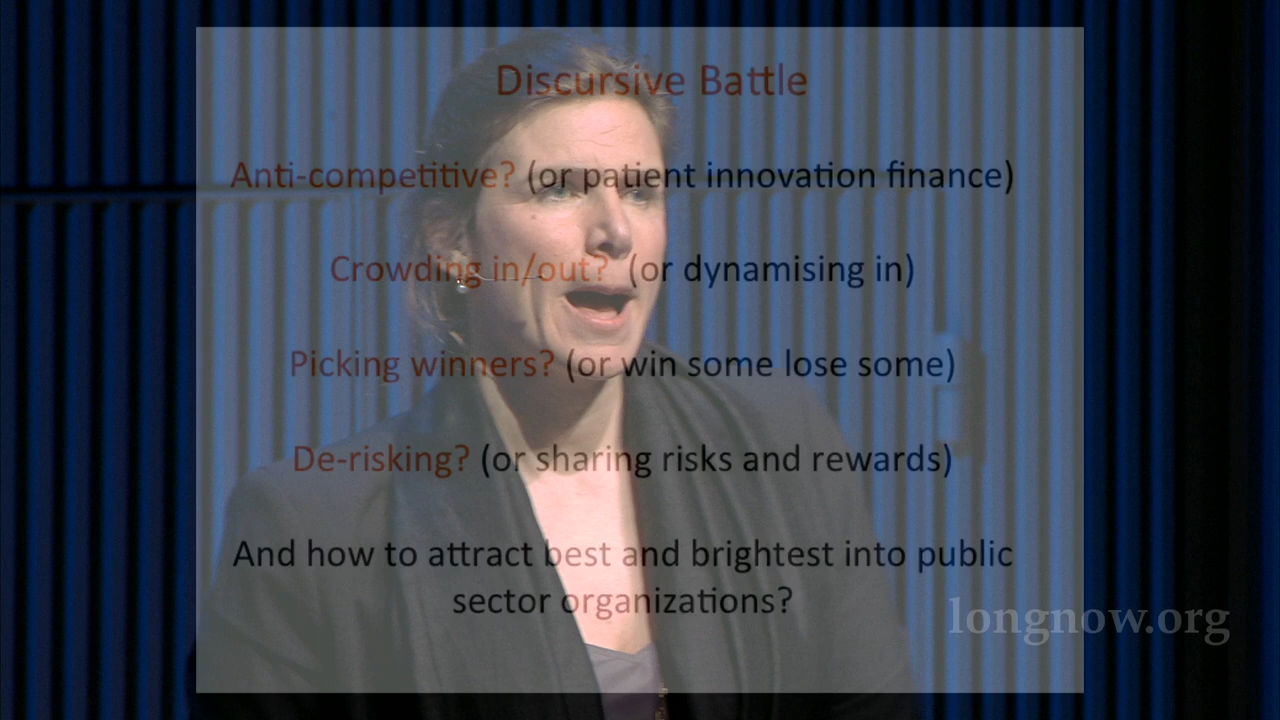 Discursive Battle
Anti-competitive? (or patient innovation finance)
Crowding in/out? (or dynamising in)
Picking winners? (or win some lose some)
De-risking? (or sharing risks and rewards)
And how to attract best and brightest into public
sector organizations?
longnow.org